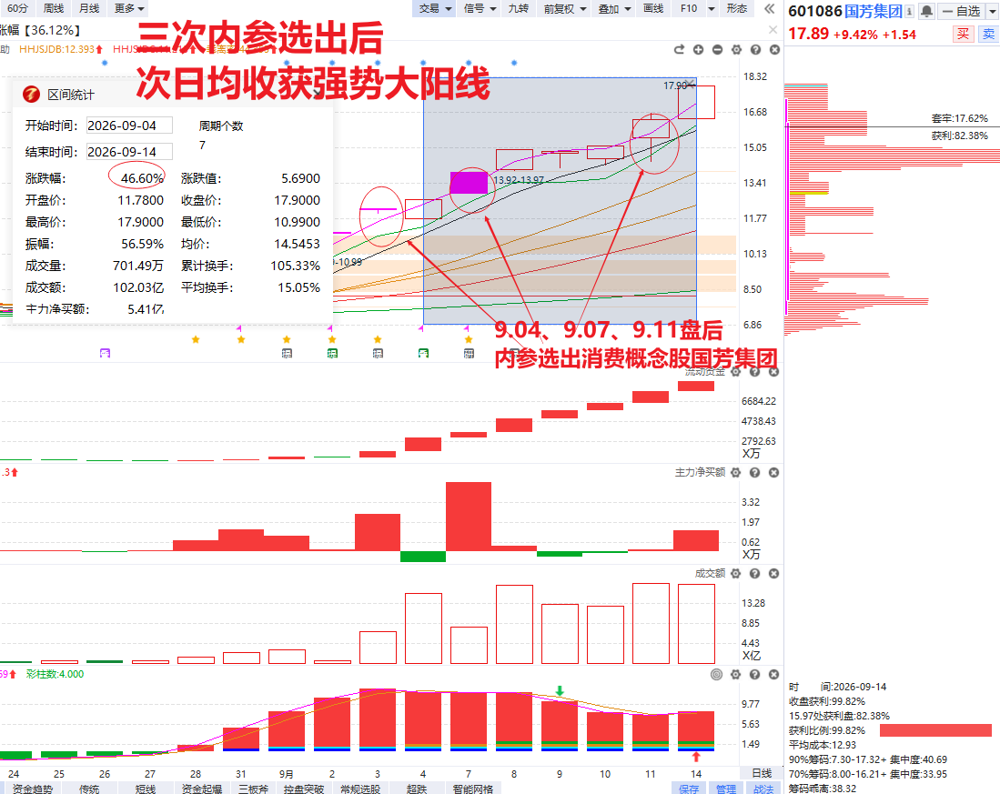 60分 周线 月线 更多 交易 信号 九转 前复权 叠加 画线 F10 形态
601086 国芳集团 自选
17.89 +9.42% +1.54 买 卖
涨幅【36.12%】
HHJSJDB:12.393
三次内参选出后
次日均收获强势大阳线
区间统计
开始时间: 2026-09-04 周期个数
结束时间: 2026-09-14 7
涨跌幅: 46.60% 涨跌值: 5.6900
开盘价: 11.7800 收盘价: 17.9000
最高价: 17.9000 最低价: 10.9900
振幅: 56.59% 均价: 14.5453
成交量: 701.49万 累计换手: 105.33%
成交额: 102.03亿 平均换手: 15.05%
主力净买额: 5.41亿
17.90
13.92-13.97
-10.99
18.32
16.68
15.05
13.41
11.77
10.13
8.50
6.86
套牢:17.62%
获利:82.38%
9.04、9.07、9.11盘后
内参选出消费概念股国芳集团
流动资金
6684.22
4738.43
2792.63
X万
.3
主力净买额
3.32
1.97
0.62
X万
成交额
13.28
8.85
4.43
X亿
彩柱数:4.000
9.77
5.63
1.49
24 25 26 27 28 31 9月 2 3 4 7 8 9 10 11 14 日线
资金趋势 传统 短线 资金起爆 三板斧 控盘突破 常规选股 超跌 智能网格 保存 管理 战法
时 间:2026-09-14
收盘获利:99.82%
15.97处获利盘:82.38%
获利比例:99.82%
平均成本:12.93
90%筹码:7.30-17.32+ 集中度:40.69
70%筹码:8.00-16.21+ 集中度:33.95
筹码乖离:38.32